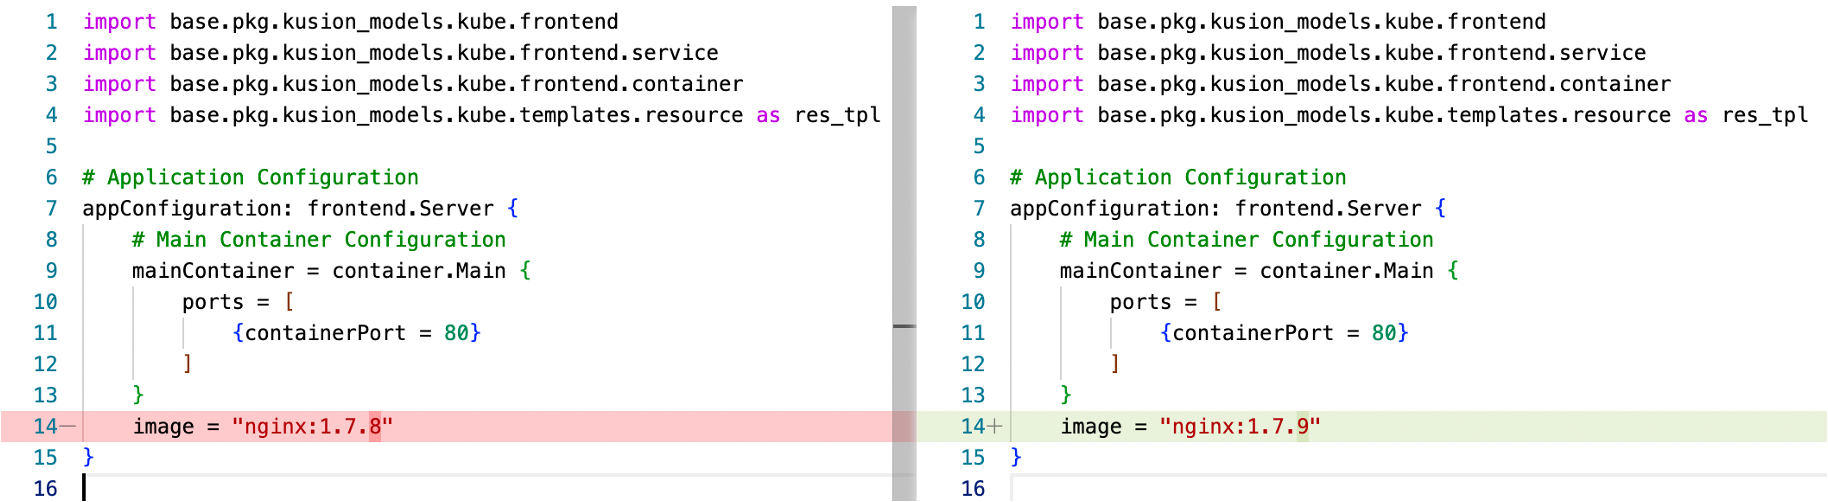 1 import base.pkg.kusion_models.kube.frontend
2 import base.pkg.kusion_models.kube.frontend.service
3 import base.pkg.kusion_models.kube.frontend.container
4 import base.pkg.kusion_models.kube.templates.resource as res_tpl
5
6 # Application Configuration
7 appConfiguration: frontend.Server {
8     # Main Container Configuration
9     mainContainer = container.Main {
10         ports = [
11             {containerPort = 80}
12         ]
13     }
14—    image = "nginx:1.7.8"
15 }
16
1 import base.pkg.kusion_models.kube.frontend
2 import base.pkg.kusion_models.kube.frontend.service
3 import base.pkg.kusion_models.kube.frontend.container
4 import base.pkg.kusion_models.kube.templates.resource as res_tpl
5
6 # Application Configuration
7 appConfiguration: frontend.Server {
8     # Main Container Configuration
9     mainContainer = container.Main {
10         ports = [
11             {containerPort = 80}
12         ]
13     }
14+    image = "nginx:1.7.9"
15 }
16